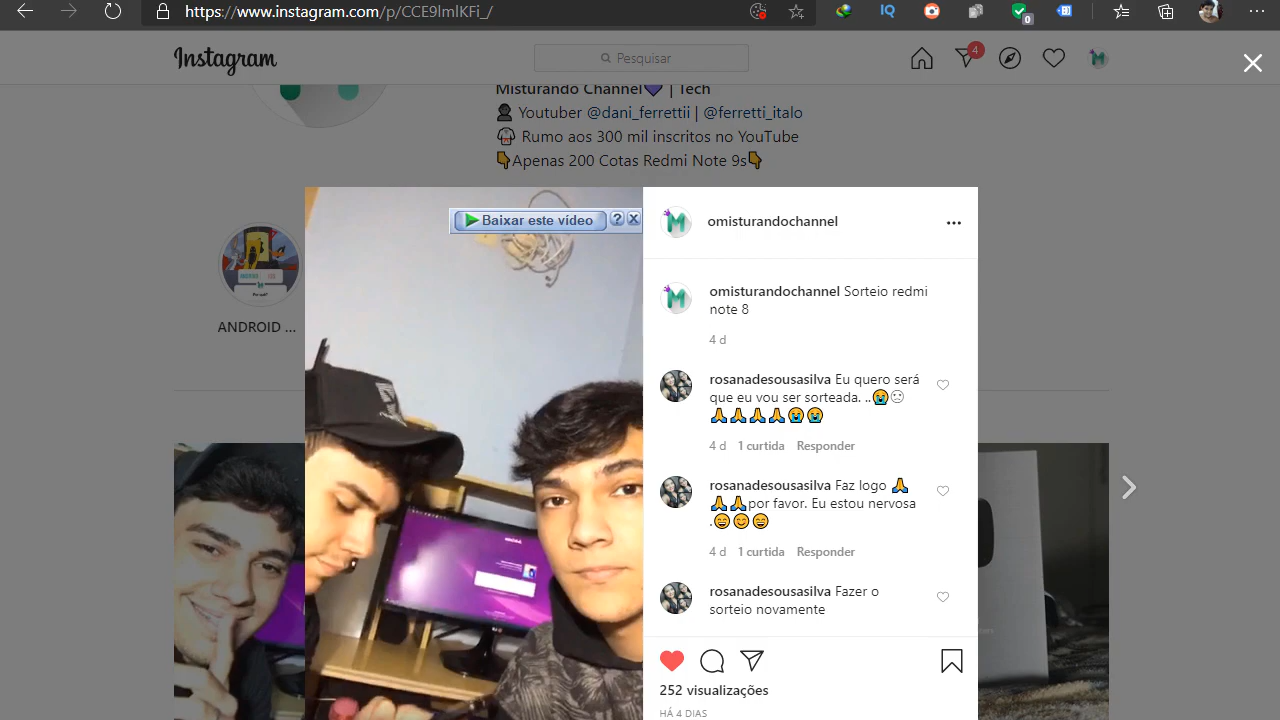 https://www.instagram.com/p/CCE9lmlKFi_/
IQ
0
Instagram
Pesquisar
4
Misturando Channel💜 | Tech
👤 Youtuber @dani_ferrettii | @ferretti_italo
Rumo aos 300 mil inscritos no YouTube
👇Apenas 200 Cotas Redmi Note 9s👇
ANDROID ...
Baixar este vídeo ? X
omisturandochannel
omisturandochannel Sorteio redmi
note 8
4 d
rosanadesousasilva Eu quero será
que eu vou ser sorteada. ..😭☹
🙏🙏🙏🙏😭😭
4 d 1 curtida Responder
rosanadesousasilva Faz logo 🙏
🙏🙏por favor. Eu estou nervosa
.😄😊😄
4 d 1 curtida Responder
rosanadesousasilva Fazer o
sorteio novamente
252 visualizações
HÁ 4 DIAS